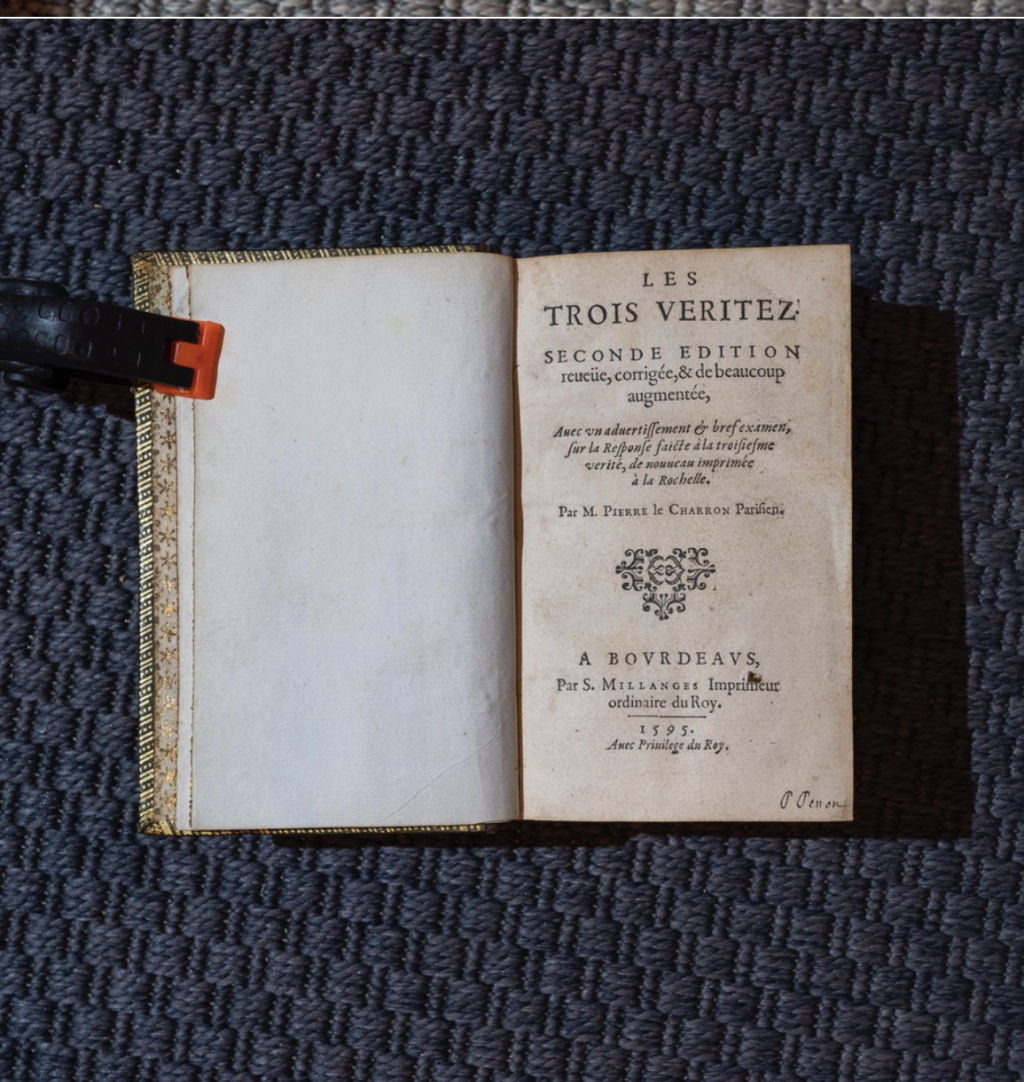 LES
TROIS VERITEZ.
SECONDE EDITION
reueüe, corrigée, & de beaucoup
augmentée,
Auec vn aduertiſſement & bref examen,
ſur la Reſponſe faicte à la troiſieſme
verité, de nouueau imprimée
à la Rochelle.
Par M. PIERRE le CHARRON Pariſien.
A BOVRDEAVS,
Par S. MILLANGES Imprimeur
ordinaire du Roy.
1595.
Auec Priuilege du Roy.
P Penon